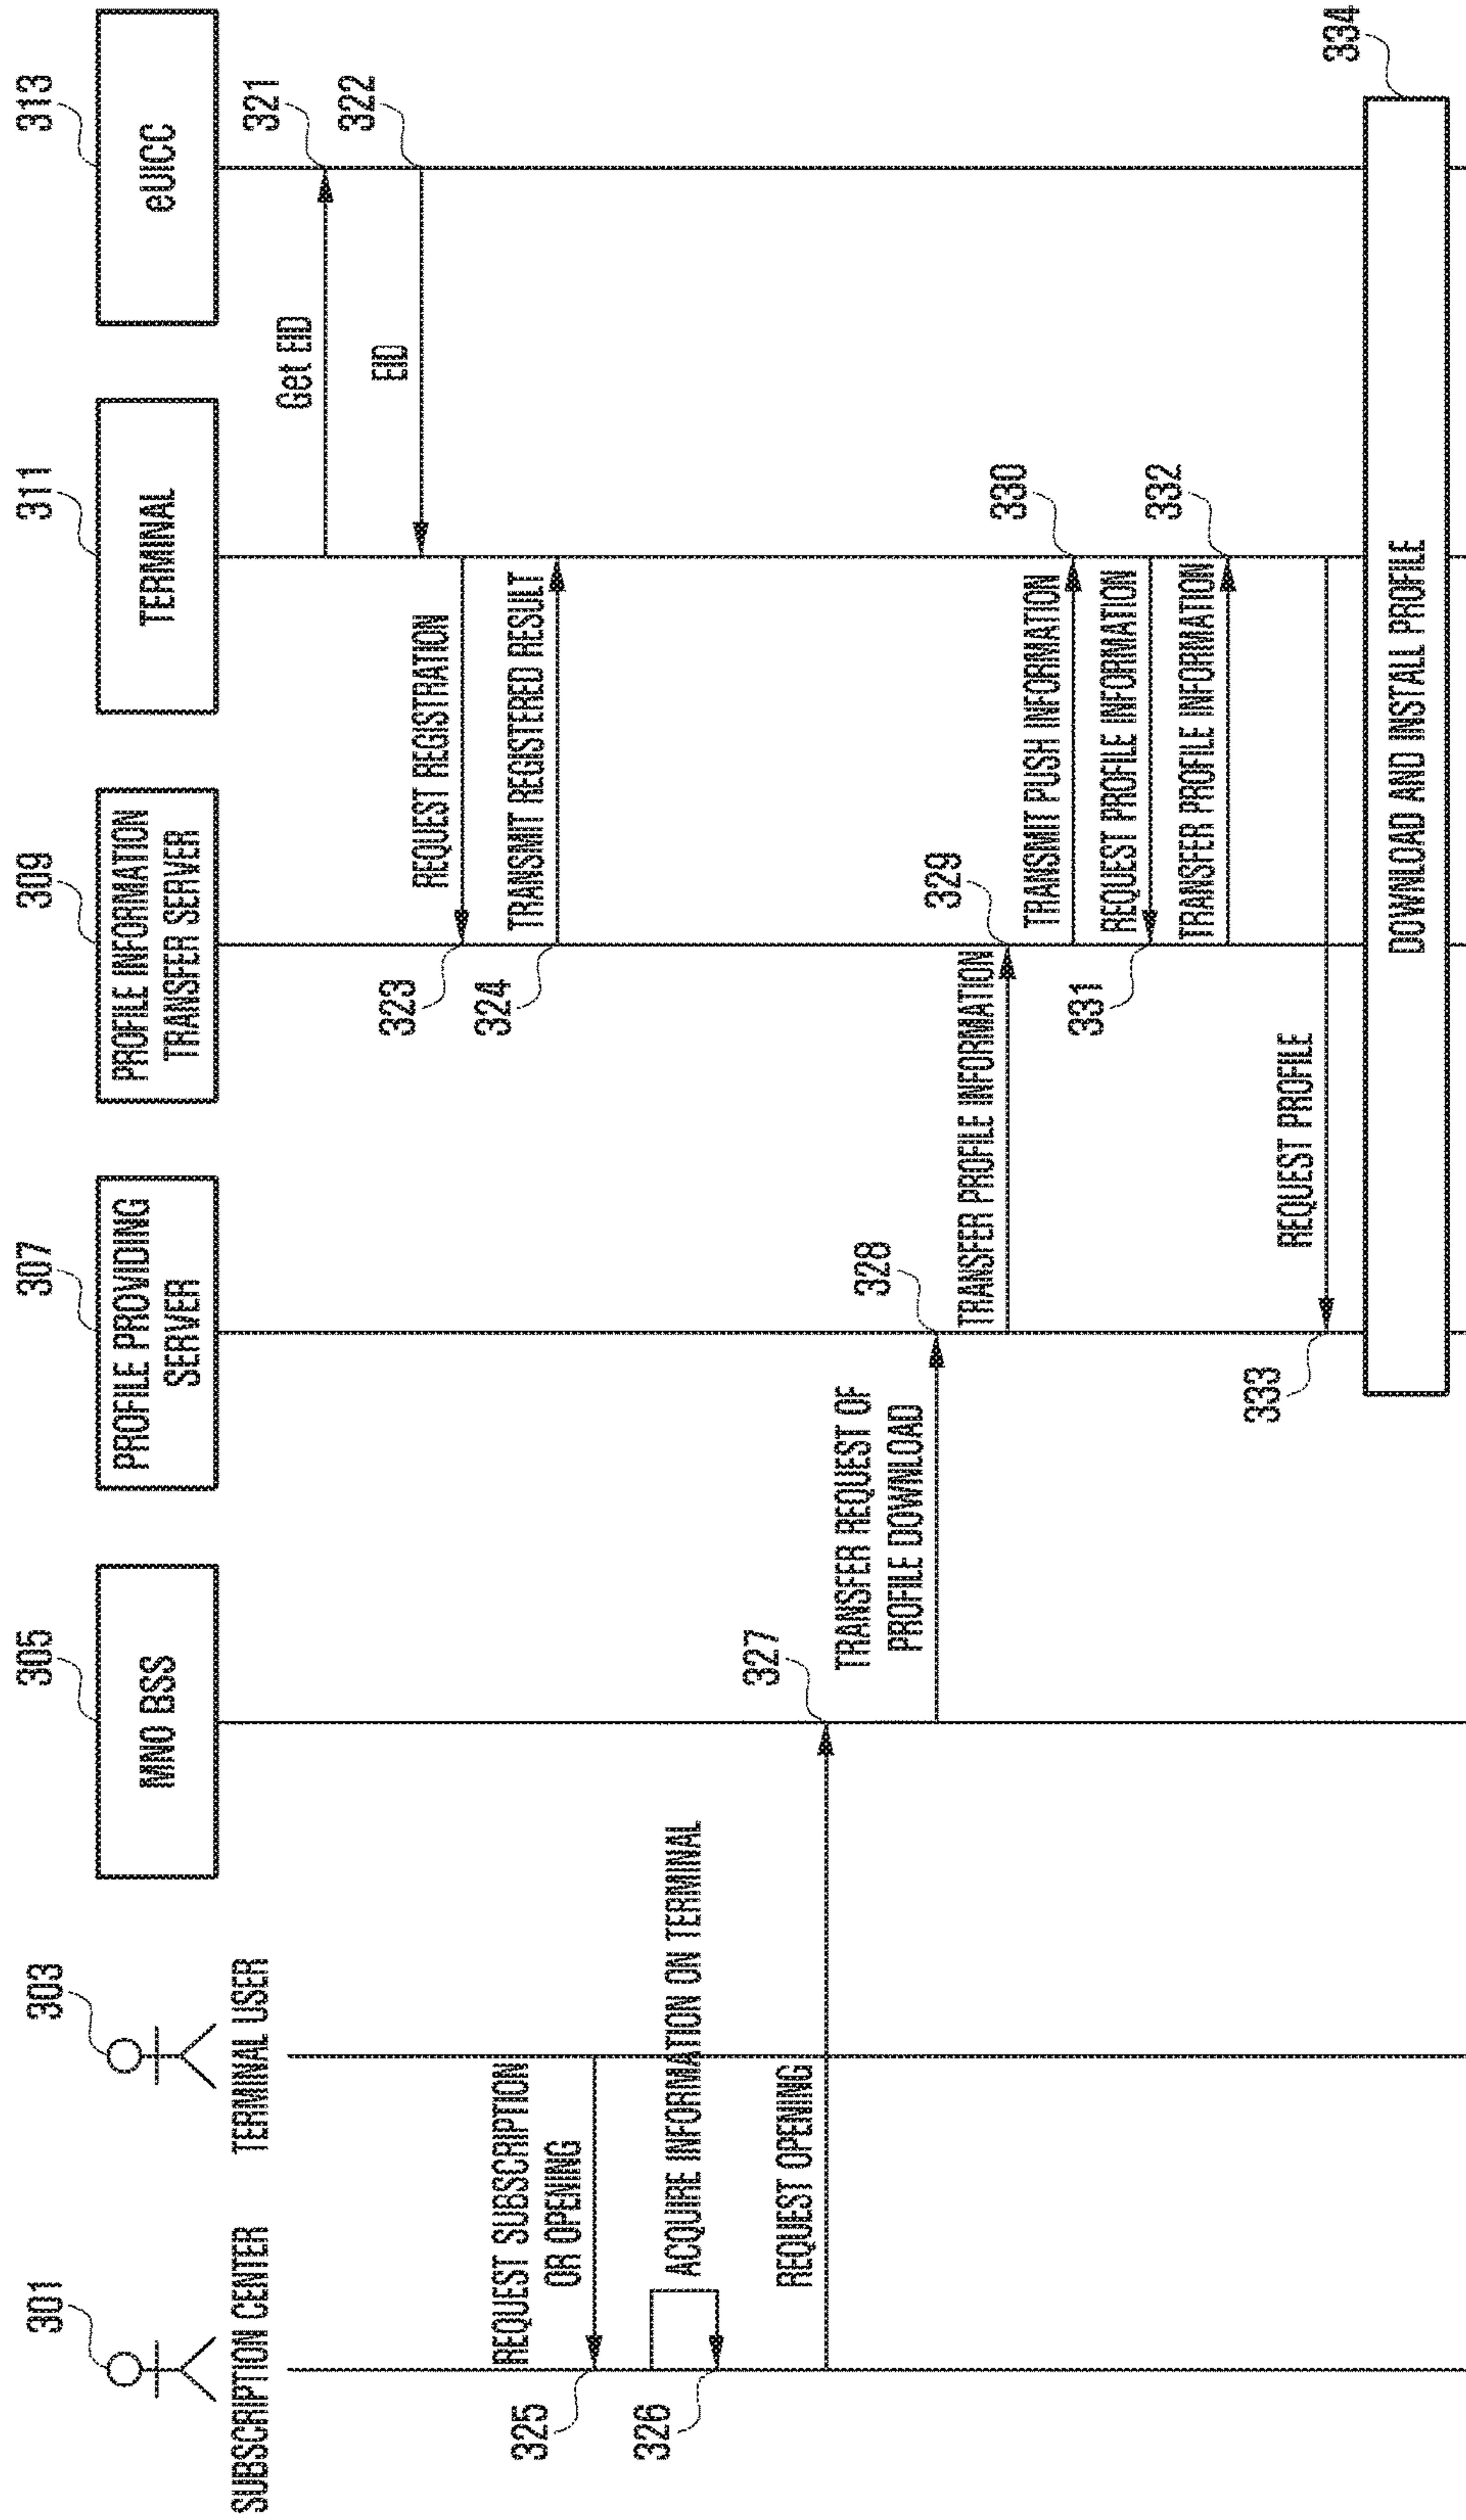 301
SUBSCRIPTION CENTER
303
TERMINAL USER
305
MNO BSS
307
PROFILE PROVIDING
SERVER
309
PROFILE INFORMATION
TRANSFER SERVER
311
TERMINAL
313
eUICC
Get EID
321
EID
322
REQUEST REGISTRATION
323
TRANSMIT REGISTERED RESULT
324
REQUEST SUBSCRIPTION
OR OPENING
325
ACQUIRE INFORMATION ON TERMINAL
326
REQUEST OPENING
327
TRANSFER REQUEST OF
PROFILE DOWNLOAD
328
TRANSFER PROFILE INFORMATION
329
TRANSMIT PUSH INFORMATION
330
REQUEST PROFILE INFORMATION
331
TRANSFER PROFILE INFORMATION
332
REQUEST PROFILE
333
DOWNLOAD AND INSTALL PROFILE
334